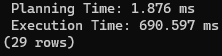 Planning Time: 1.876 ms
Execution Time: 690.597 ms
(29 rows)